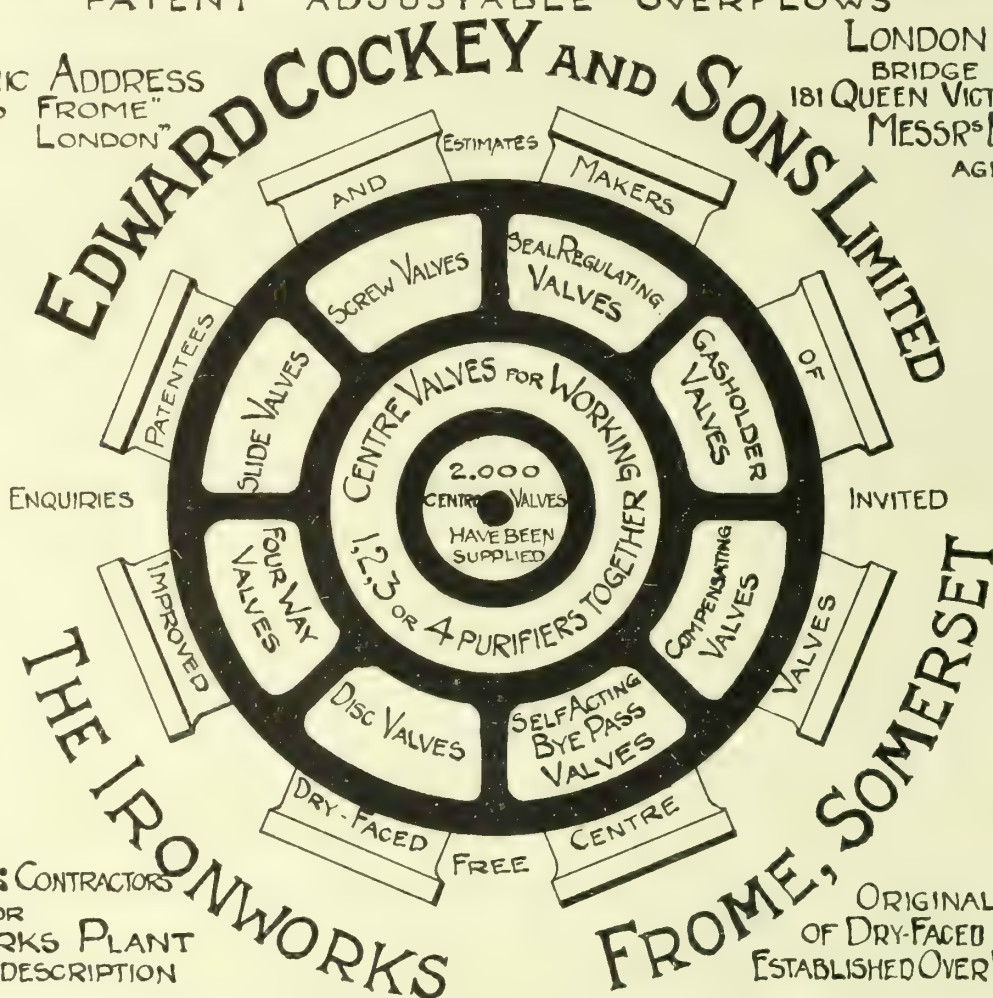 PATENT ADJUSTABLE OVERFLOWS
ADDRESS
FROME"
LONDON"
LONDON
BRIDGE
181 QUEEN
MESSRS
EDWARD COCKEY AND SONS LIMITED
ESTIMATES
AND
MAKERS
PATENTEES
OF
ENQUIRIES
INVITED
IMPROVED
VALVES
DRY-FACED
CENTRE
FREE
SCREW VALVES
SEAL REGULATING
VALVES
GASHOLDER
VALVES
COMPENSATING
VALVES
SELF ACTING
BYE PASS
VALVES
DISC VALVES
FOUR WAY
VALVES
SLIDE VALVES
CENTRE VALVES FOR WORKING
1, 2, 3 OR 4 PURIFIERS TOGETHER
2.000
CENTRE VALVES
HAVE BEEN
SUPPLIED
THE IRONWORKS
FROME, SOMERSET
CONTRACTORS
PLANT
DESCRIPTION
ORIGINAL
OF DRY-FACED
ESTABLISHED OVER